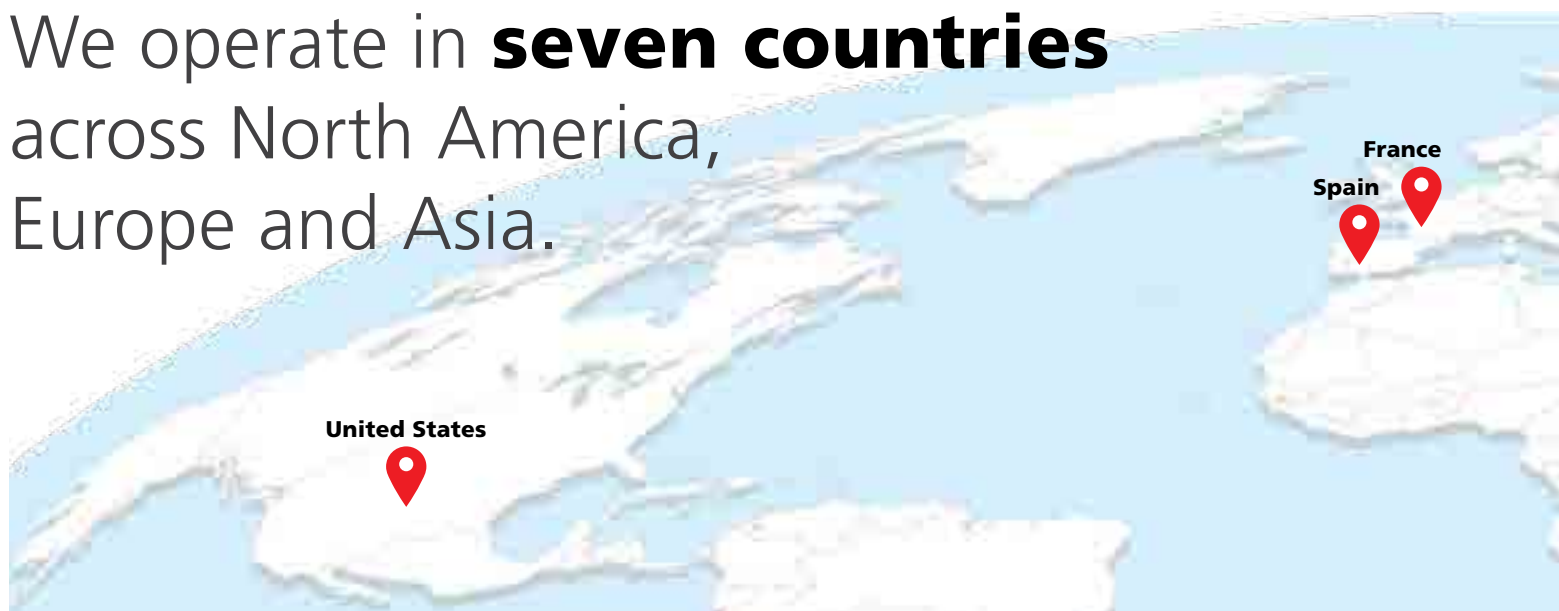 We operate in seven countries
across North America,
Europe and Asia.
France
Spain
United States